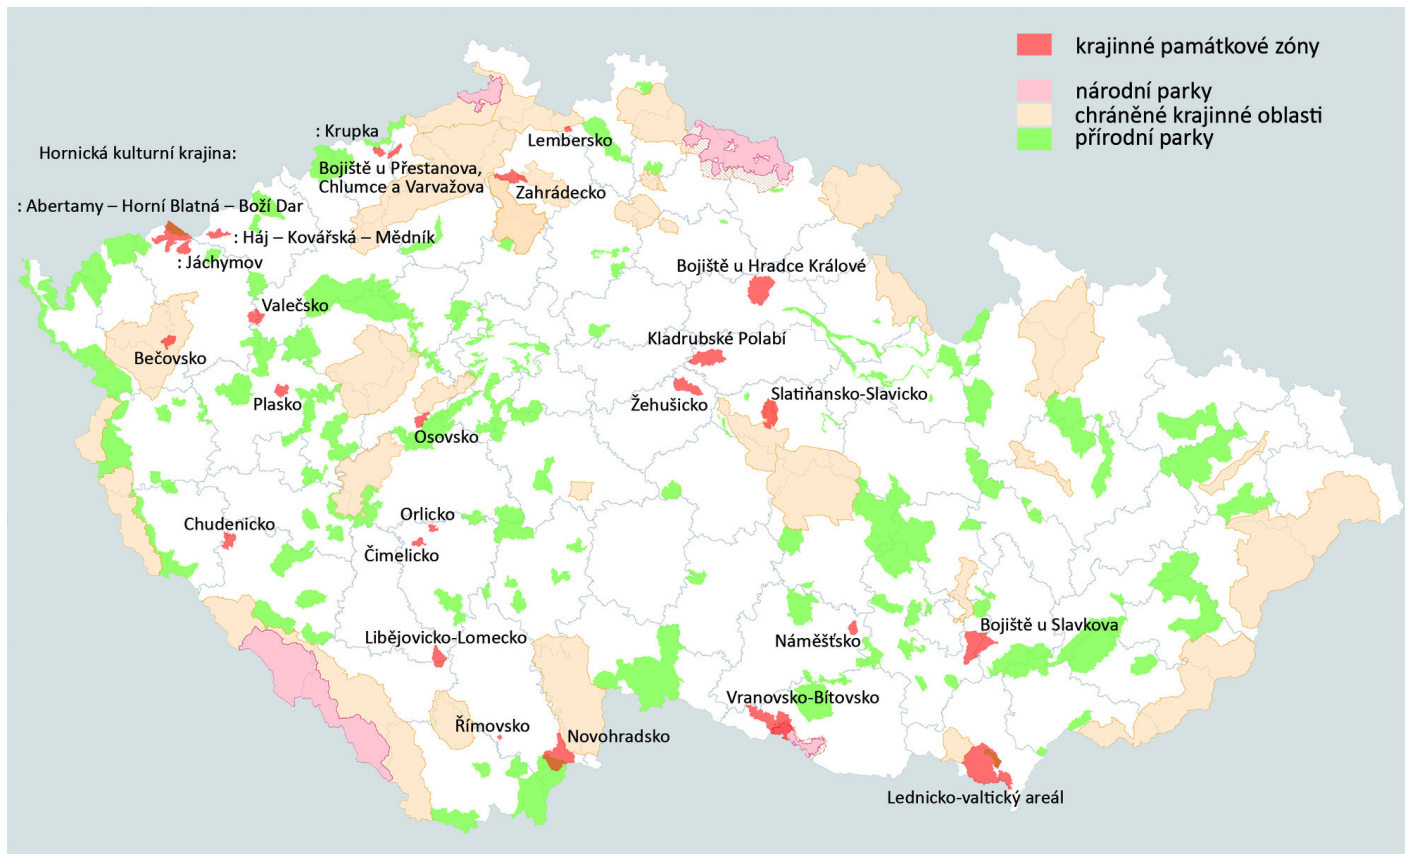 krajinné památkové zóny
národní parky
chráněné krajinné oblasti
přírodní parky
: Krupka
Lembersko
Hornická kulturní krajina:
Bojiště u Přestanova,
Chlumce a Varvažova
Zahrádecko
: Abertamy – Horní Blatná – Boží Dar
: Háj – Kovářská – Mědník
: Jáchymov
Bojiště u Hradce Králové
Valečsko
Kladrubské Polabí
Bečovsko
Plasko
Žehušicko
Slatiňansko-Slavicko
Osovsko
Orlicko
Chudenicko
Čimelicko
Bojiště u Slavkova
Libějovicko-Lomecko
Náměšťsko
Vranovsko-Bítovsko
Římovsko
Novohradsko
Lednicko-valtický areál